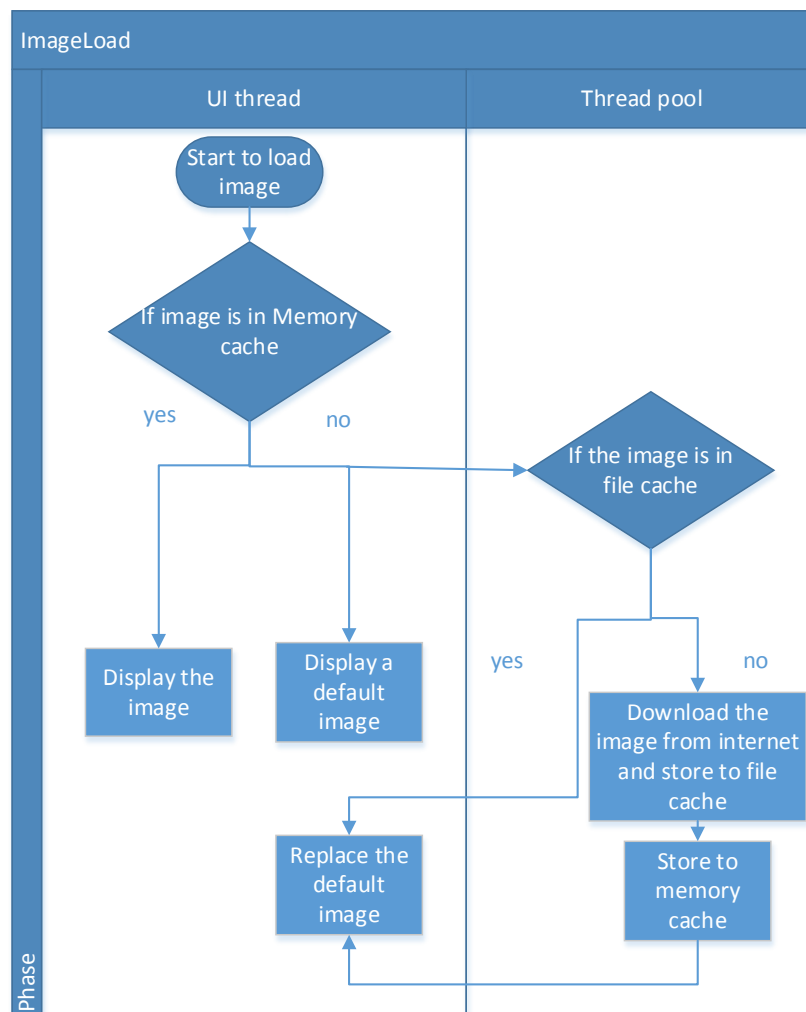 ImageLoad
UI thread
Thread pool
Start to load
image
If image is in Memory
cache
yes
no
If the image is in
file cache
Display the
image
Display a
default
image
yes
no
Download the
image from internet
and store to file
cache
Replace the
default
image
Store to
memory
cache
Phase